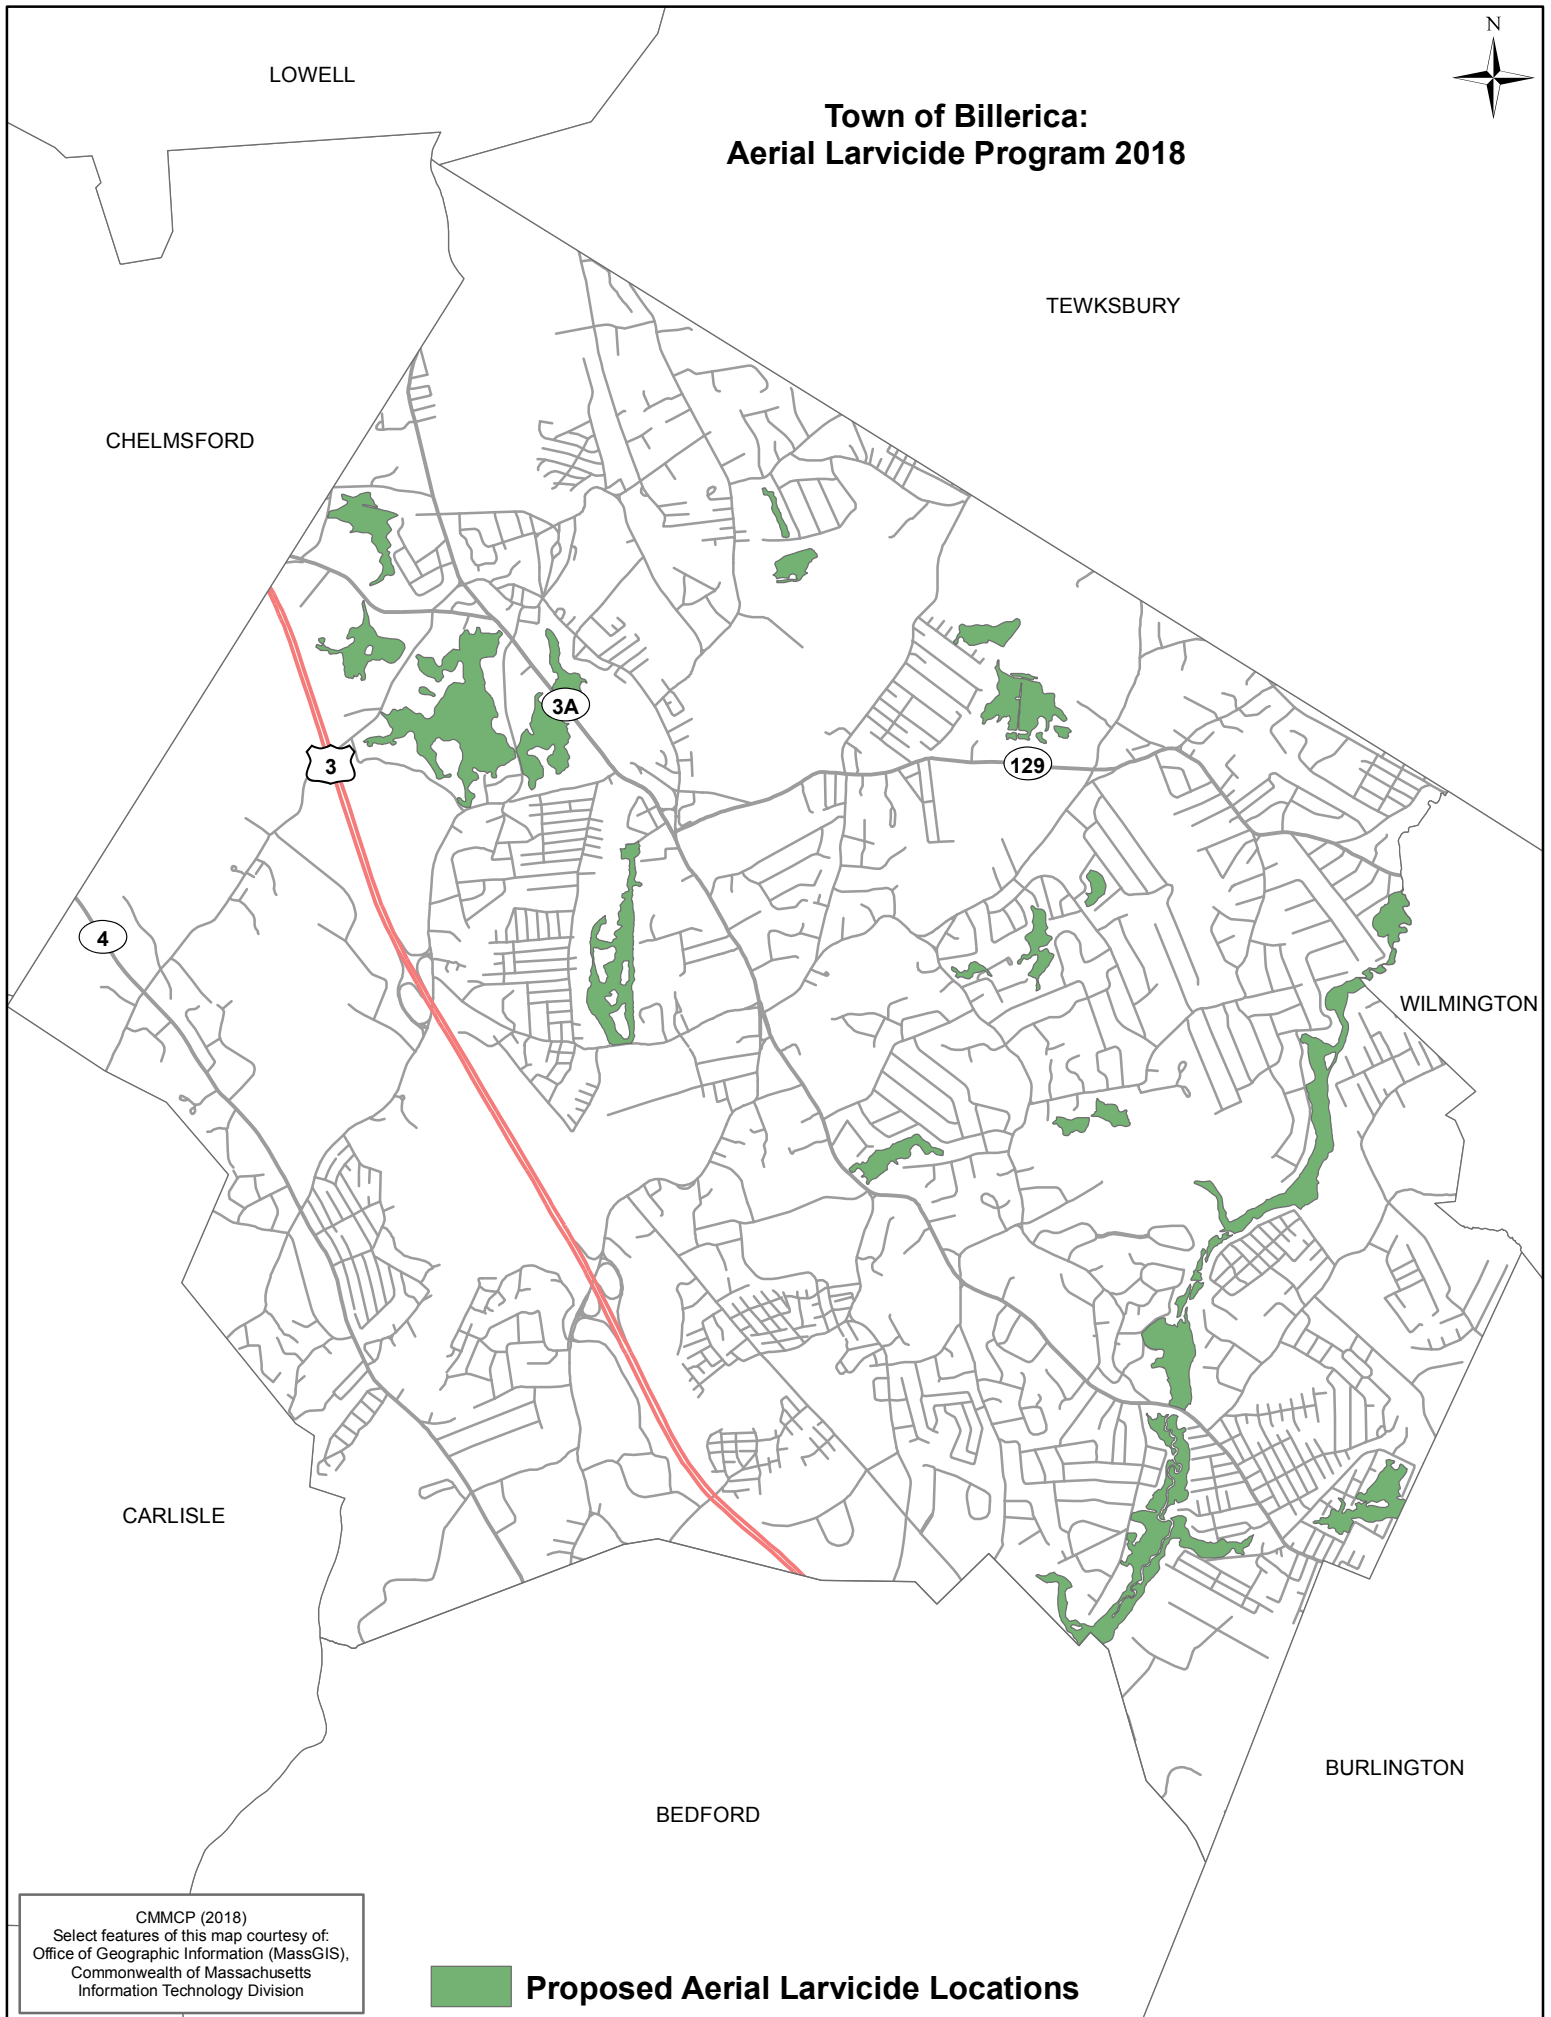 N
LOWELL
Town of Billerica:
Aerial Larvicide Program 2018
TEWKSBURY
CHELMSFORD
3A
3
129
4
WILMINGTON
CARLISLE
BURLINGTON
BEDFORD
CMMCP (2018)
Select features of this map courtesy of:
Office of Geographic Information (MassGIS),
Commonwealth of Massachusetts
Information Technology Division
Proposed Aerial Larvicide Locations